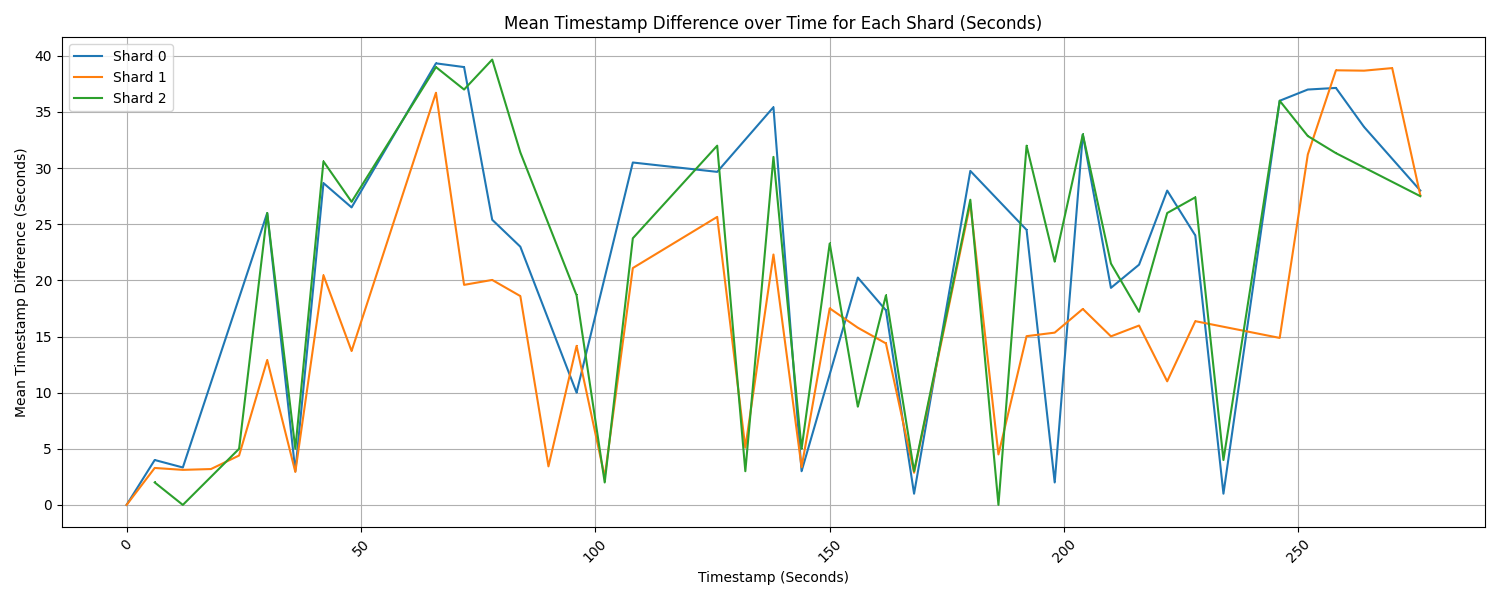 Mean Timestamp Difference over Time for Each Shard (Seconds)
Shard 0
Shard 1
Shard 2
Mean Timestamp Difference (Seconds)
40
35
30
25
20
15
10
5
0
0
50
100
150
200
250
Timestamp (Seconds)